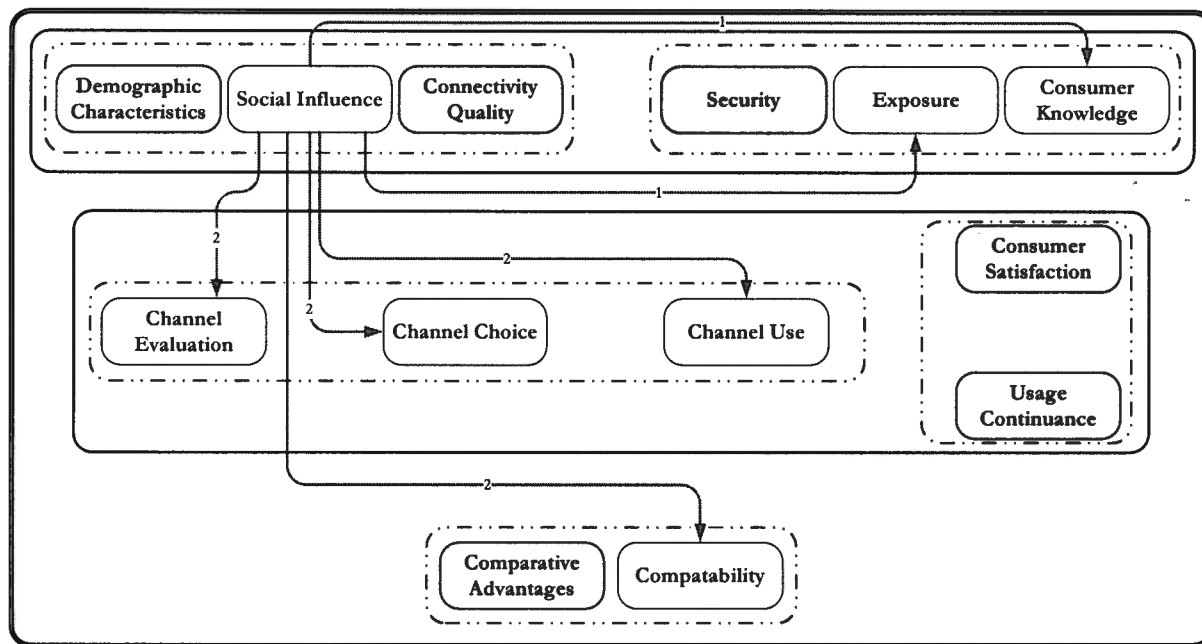 1
Demographic
Characteristics
Social Influence
Connectivity
Quality
Security
Exposure
Consumer
Knowledge
1
2
2
2
Consumer
Satisfaction
Channel
Evaluation
Channel Choice
Channel Use
Usage
Continuance
2
Comparative
Advantages
Compatability